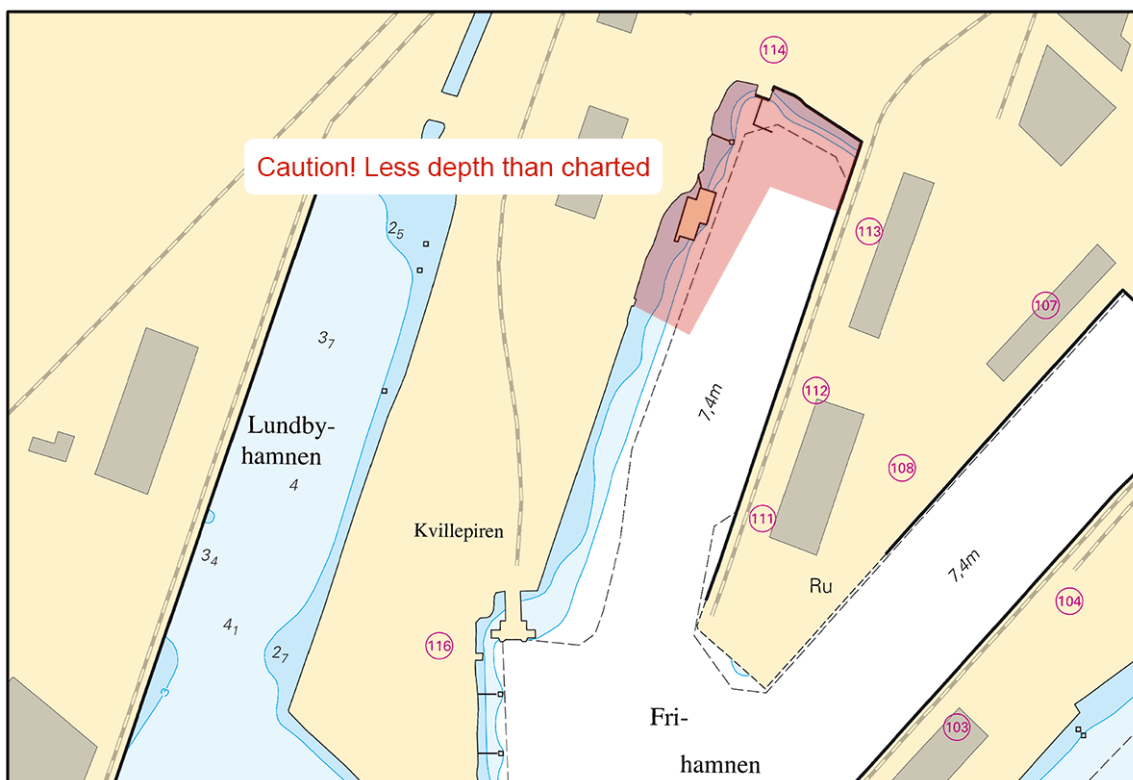 114
Caution! Less depth than charted
2₅
113
107
3₇
112
7,4m
Lundby-
hamnen
108
4
111
Kvillepiren
3₄
7,4m
Ru
104
4₁
116
2₇
3
Fri-
hamnen
103